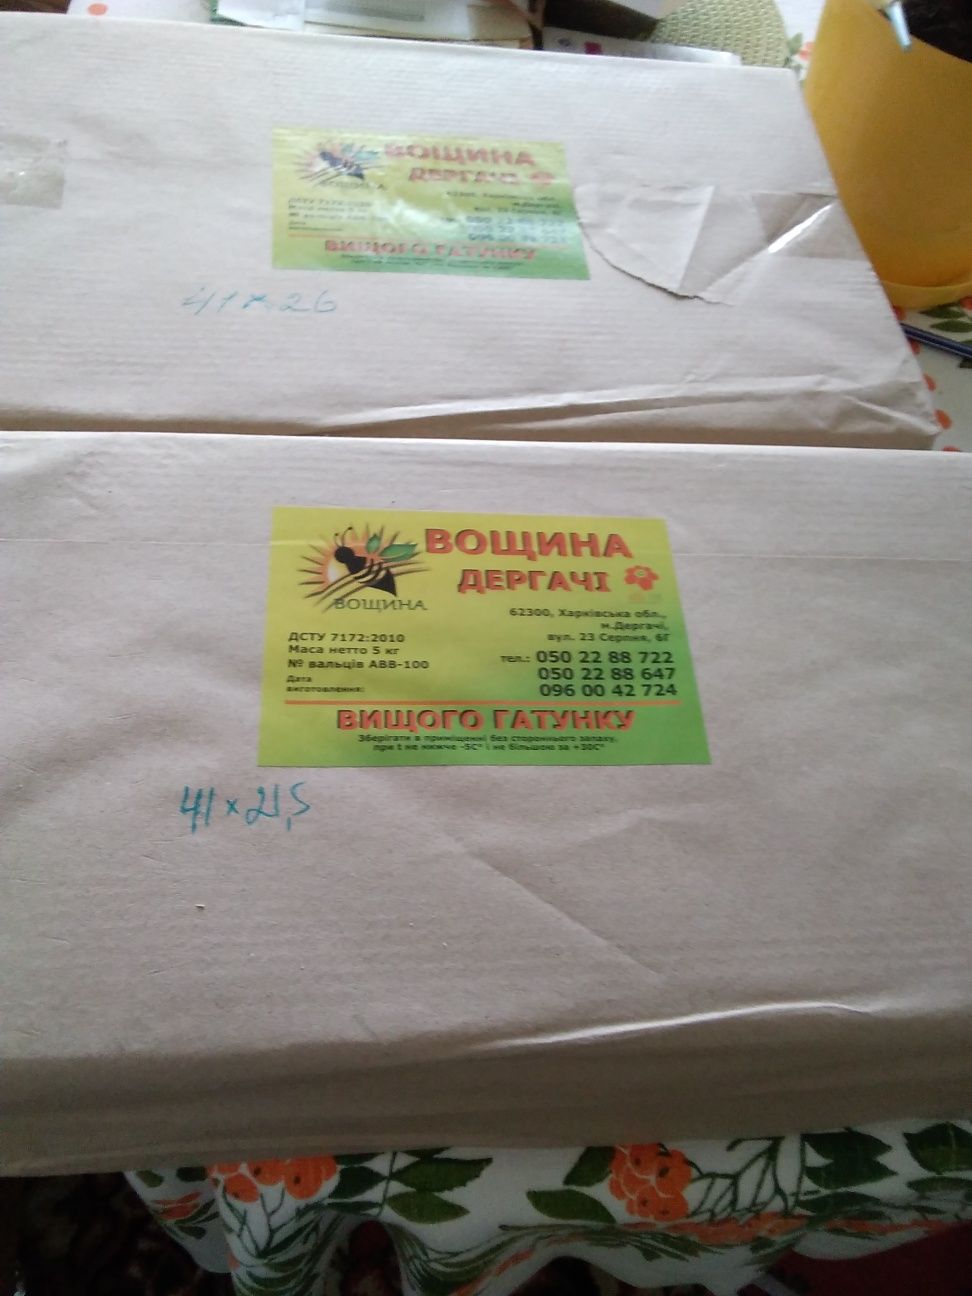 ВОЩИНА
ДЕРГАЧІ
ВОЩИНА
ВИЩОГО ГАТУНКУ
41 х 26
ВОЩИНА
ДЕРГАЧІ
ВОЩИНА
62300, Харківська обл.,
м.Дергачі,
вул. 23 Серпня, 6Г
ДСТУ 7172:2010
Маса нетто 5 кг
№ вальців АВВ-100
Дата
виготовлення:
тел.: 050 22 88 722
050 22 88 647
096 00 42 724
ВИЩОГО ГАТУНКУ
Зберігати в приміщенні без стороннього запаху,
при t не нижче -5С° і не більшою за +30С°
41 х 21,5